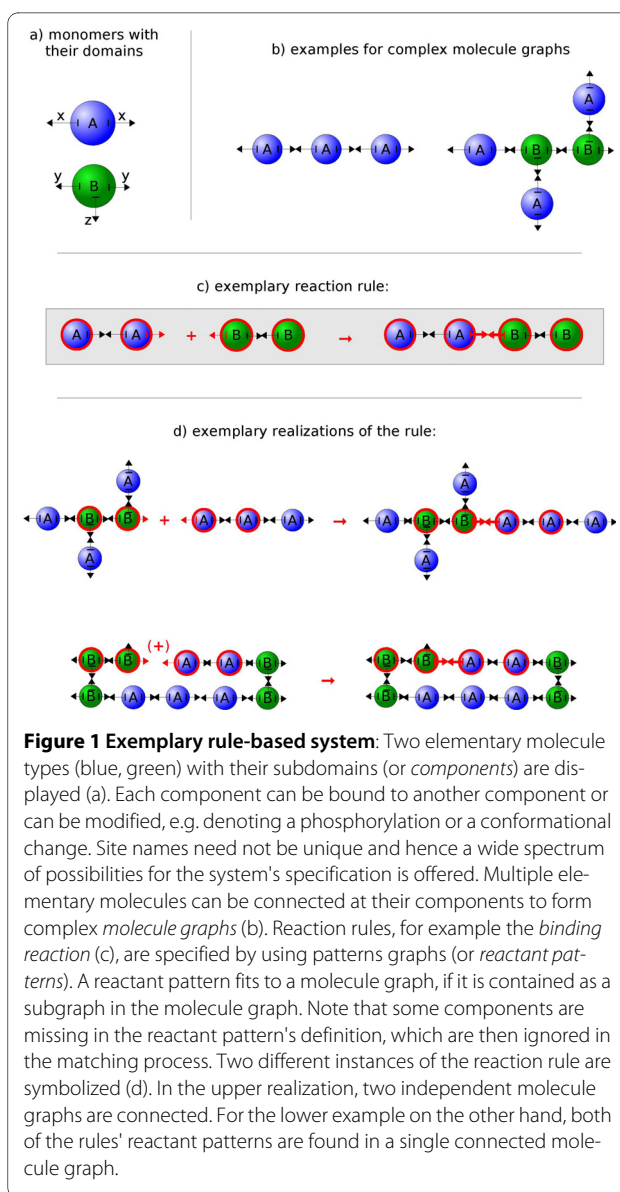 a) monomers with
their domains
b) examples for complex molecule graphs
x A x
y B y
z
A A A
A B B A A
c) exemplary reaction rule:
A A + B B → A A B B
d) exemplary realizations of the rule:
A B B A A + A A A → A B B A A A A A
B B (+) A A B → B B A A B
B A A A B B A A A B
Figure 1 Exemplary rule-based system: Two elementary molecule
types (blue, green) with their subdomains (or components) are dis-
played (a). Each component can be bound to another component or
can be modified, e.g. denoting a phosphorylation or a conformational
change. Site names need not be unique and hence a wide spectrum
of possibilities for the system's specification is offered. Multiple ele-
mentary molecules can be connected at their components to form
complex molecule graphs (b). Reaction rules, for example the binding
reaction (c), are specified by using patterns graphs (or reactant pat-
terns). A reactant pattern fits to a molecule graph, if it is contained as a
subgraph in the molecule graph. Note that some components are
missing in the reactant pattern's definition, which are then ignored in
the matching process. Two different instances of the reaction rule are
symbolized (d). In the upper realization, two independent molecule
graphs are connected. For the lower example on the other hand, both
of the rules' reactant patterns are found in a single connected mole-
cule graph.